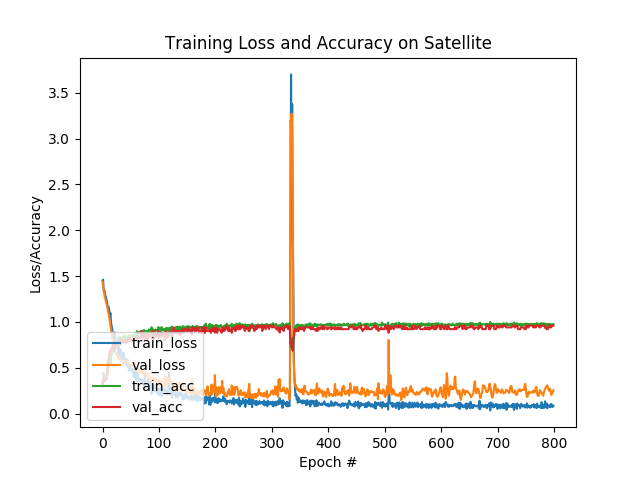 Training Loss and Accuracy on Satellite
Loss/Accuracy
3.5
3.0
2.5
2.0
1.5
1.0
0.5
0.0
train_loss
val_loss
train_acc
val_acc
0 100 200 300 400 500 600 700 800
Epoch #